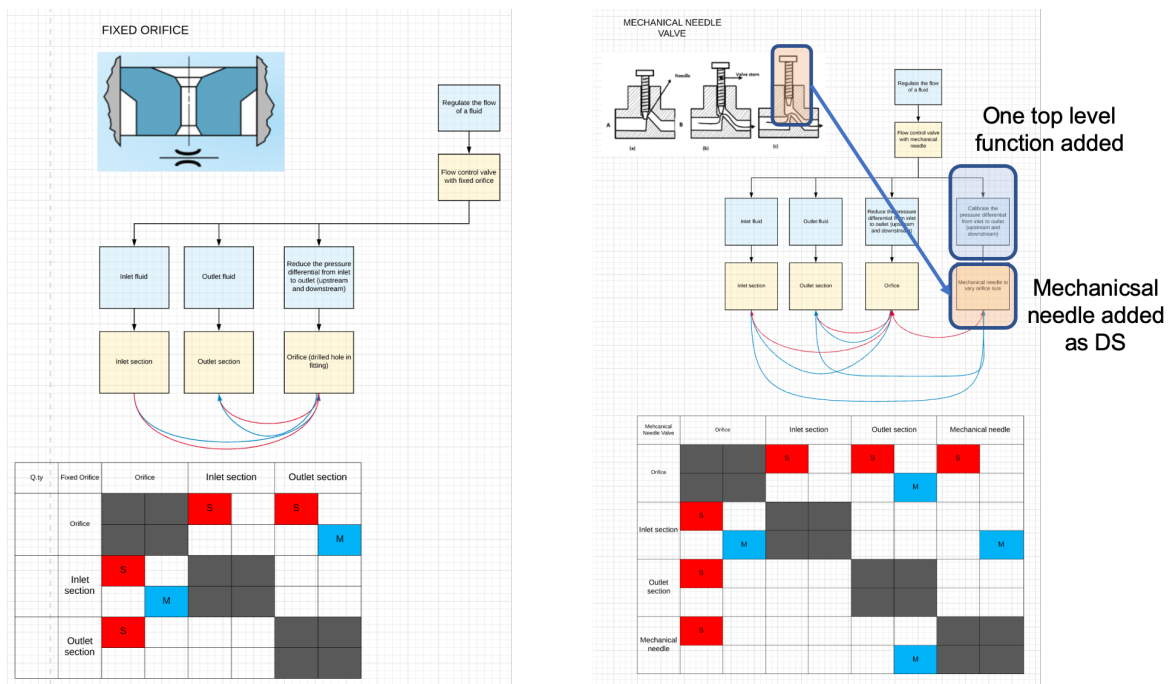 FIXED ORIFICE
Regulate the flow
of a fluid
Flow control valve
with fixed orifice
Inlet fluid
Outlet fluid
Reduce the pressure
differential from inlet
to outlet (upstream
and downstream)
Inlet section
Outlet section
Orifice (drilled hole in
fitting)
Q.ty
Fixed Orifice
Orifice
Inlet section
Outlet section
Orifice
S
S
M
Inlet
section
S
M
Outlet
section
S
MECHANICAL NEEDLE
VALVE
Needle
Valve stem
A
B
(a)
(b)
(c)
Regulate the flow
of a fluid
Flow control valve
with mechanical
needle
One top level
function added
Inlet fluid
Outlet fluid
Reduce the pressure
differential from inlet
to outlet (upstream
and downstream)
Calibrate the
pressure differential
from inlet to outlet
(upstream and
downstream)
Inlet section
Outlet section
Orifice
Mechanical needle to
vary orifice size
Mechanicsal
needle added
as DS
Mehcanical
Needle Valve
Orifice
Inlet section
Outlet section
Mechanical needle
Orifice
S
S
S
M
Inlet section
S
M
M
Outlet
section
S
Mechanical
needle
S
M